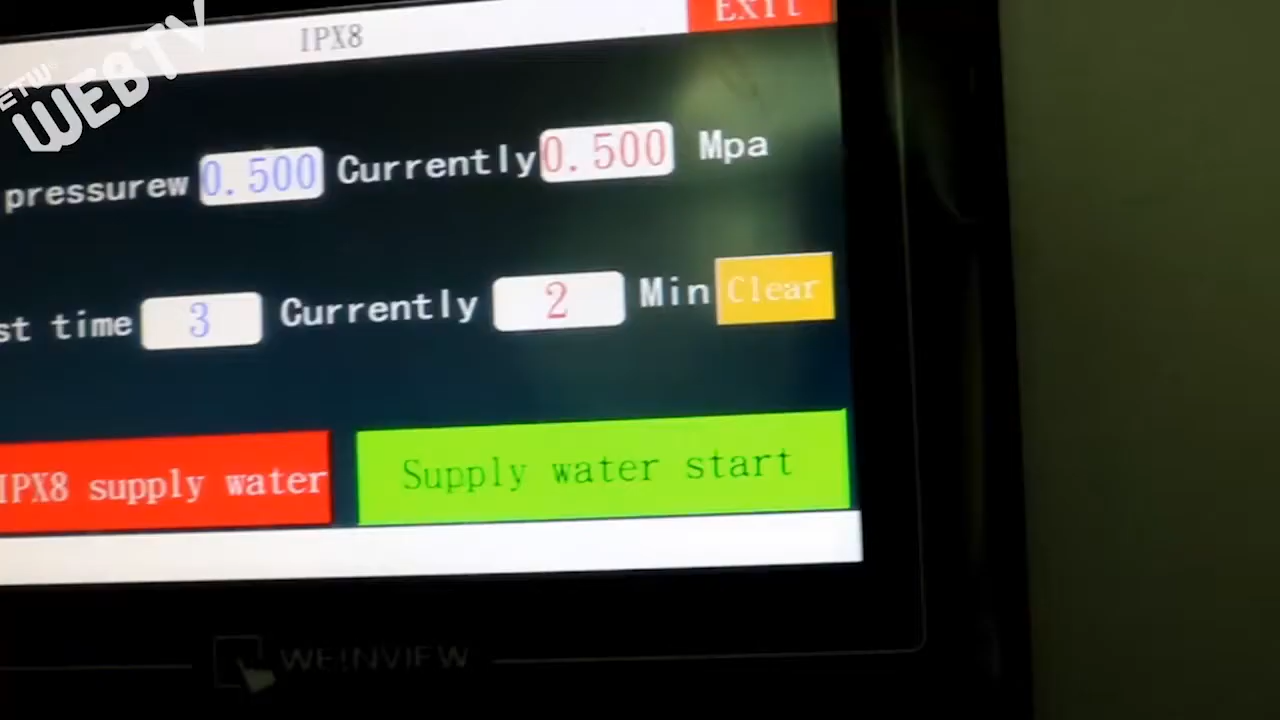 IPX8 EXIT
ETW WEBTV
pressurew 0.500 Currently 0.500 Mpa
st time 3 Currently 2 Min Clear
IPX8 supply water Supply water start
WEINVIEW